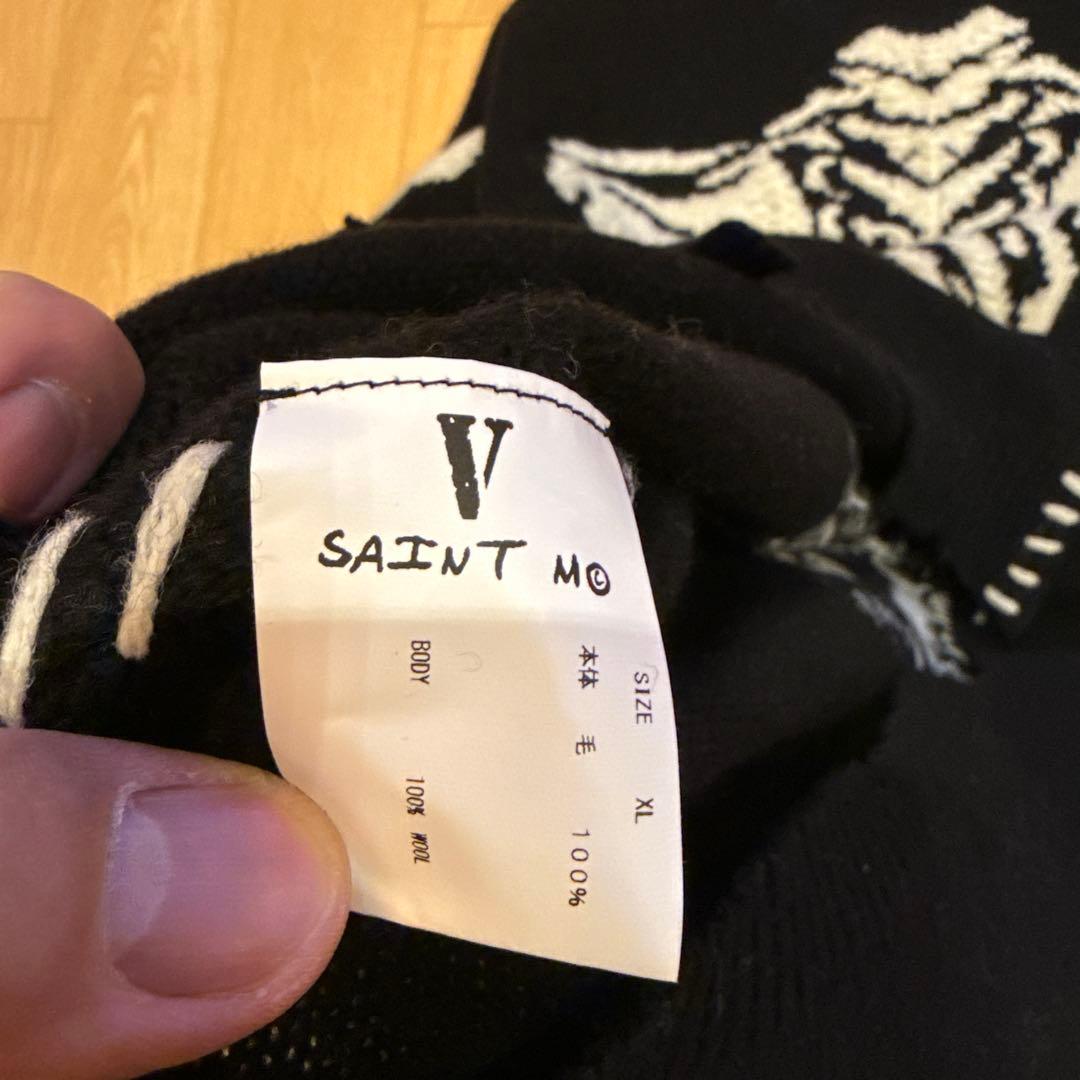 V
SAINT M©
SIZE XL
本体 毛 100%
BODY 100% WOOL